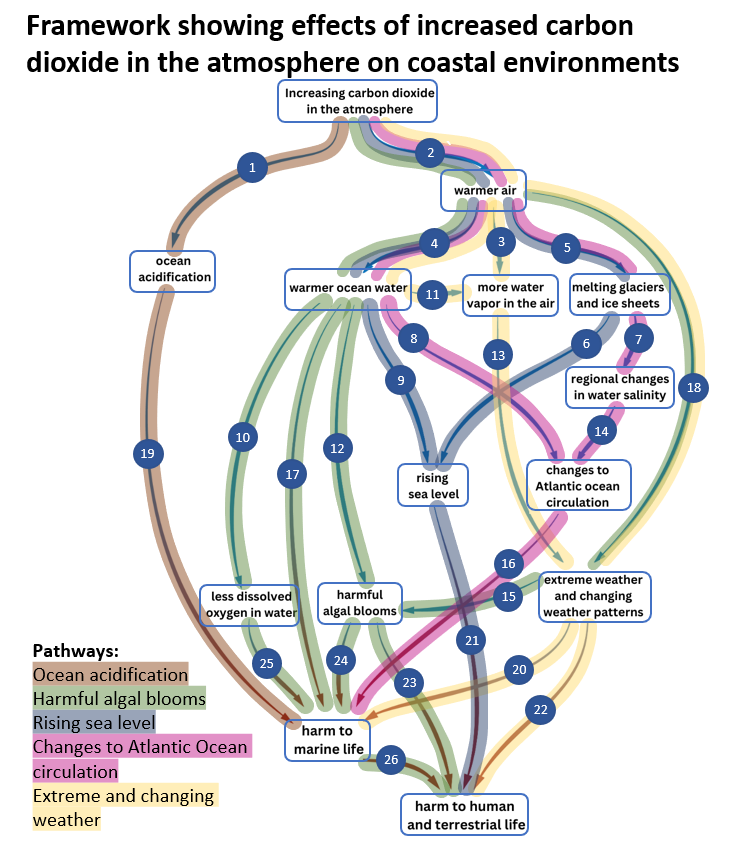 Framework showing effects of increased carbon
dioxide in the atmosphere on coastal environments
Increasing carbon dioxide
in the atmosphere
2
1
warmer air
4
3
5
ocean
acidification
warmer ocean water
11
more water
vapor in the air
melting glaciers
and ice sheets
8
13
6
7
9
regional changes
in water salinity
18
10
17
12
14
19
rising
sea level
changes to
Atlantic ocean
circulation
16
15
less dissolved
oxygen in water
harmful
algal blooms
extreme weather
and changing
weather patterns
21
25
24
23
20
22
Pathways:
Ocean acidification
Harmful algal blooms
Rising sea level
Changes to Atlantic Ocean
circulation
Extreme and changing
weather
harm to
marine life
26
harm to human
and terrestrial life